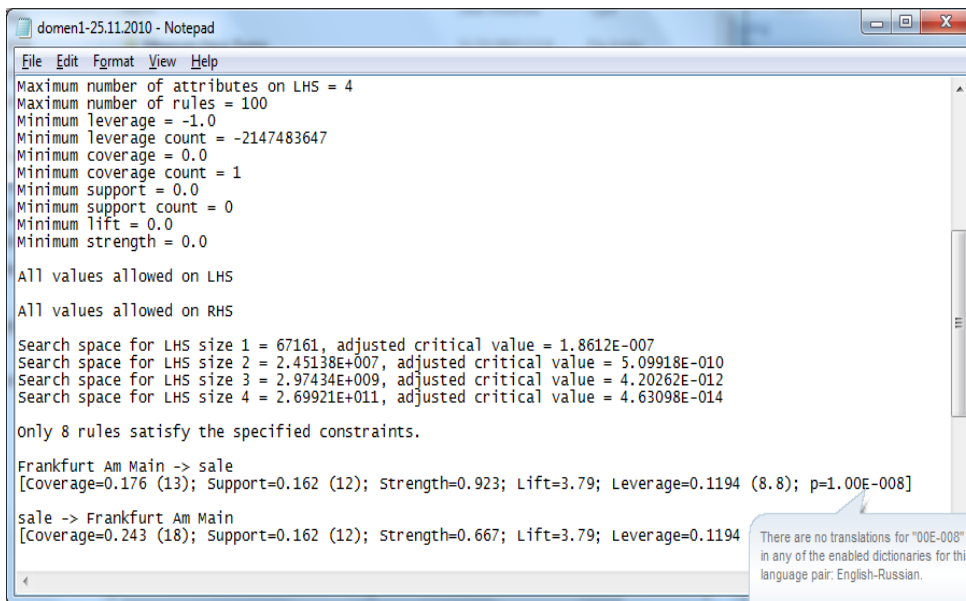 domen1-25.11.2010 - Notepad
File Edit Format View Help
Maximum number of attributes on LHS = 4
Maximum number of rules = 100
Minimum leverage = -1.0
Minimum leverage count = -2147483647
Minimum coverage = 0.0
Minimum coverage count = 1
Minimum support = 0.0
Minimum support count = 0
Minimum lift = 0.0
Minimum strength = 0.0
All values allowed on LHS
All values allowed on RHS
Search space for LHS size 1 = 67161, adjusted critical value = 1.8612E-007
Search space for LHS size 2 = 2.45138E+007, adjusted critical value = 5.09918E-010
Search space for LHS size 3 = 2.97434E+009, adjusted critical value = 4.20262E-012
Search space for LHS size 4 = 2.69921E+011, adjusted critical value = 4.63098E-014
Only 8 rules satisfy the specified constraints.
Frankfurt Am Main -> sale
[Coverage=0.176 (13); Support=0.162 (12); Strength=0.923; Lift=3.79; Leverage=0.1194 (8.8); p=1.00E-008]
sale -> Frankfurt Am Main
[Coverage=0.243 (18); Support=0.162 (12); Strength=0.667; Lift=3.79; Leverage=0.1194
There are no translations for "00E-008"
in any of the enabled dictionaries for thi
language pair: English-Russian.